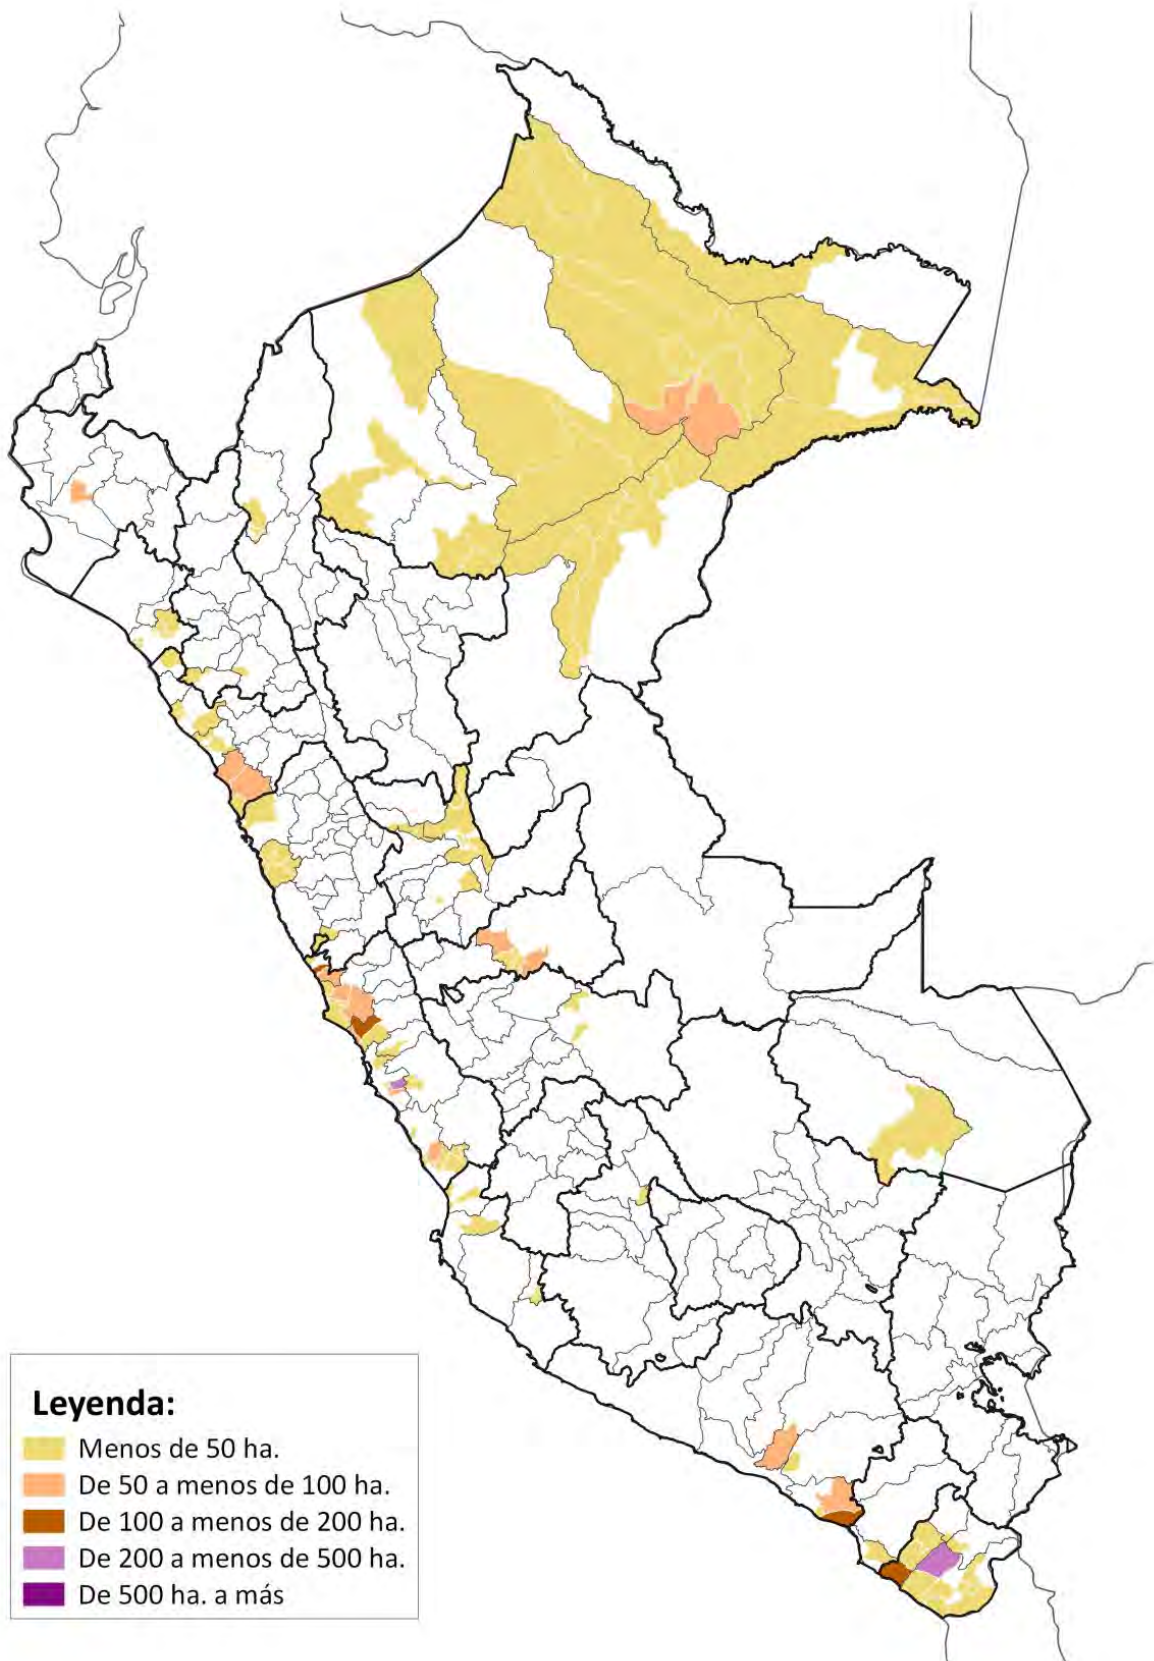 Leyenda:
Menos de 50 ha.
De 50 a menos de 100 ha.
De 100 a menos de 200 ha.
De 200 a menos de 500 ha.
De 500 ha. a más